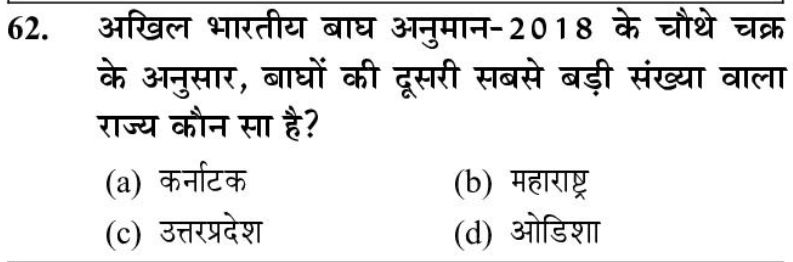 62. अखिल भारतीय बाघ अनुमान-2018 के चौथे चक्र
के अनुसार, बाघों की दूसरी सबसे बड़ी संख्या वाला
राज्य कौन सा है?
(a) कर्नाटक (b) महाराष्ट्र
(c) उत्तरप्रदेश (d) ओडिशा